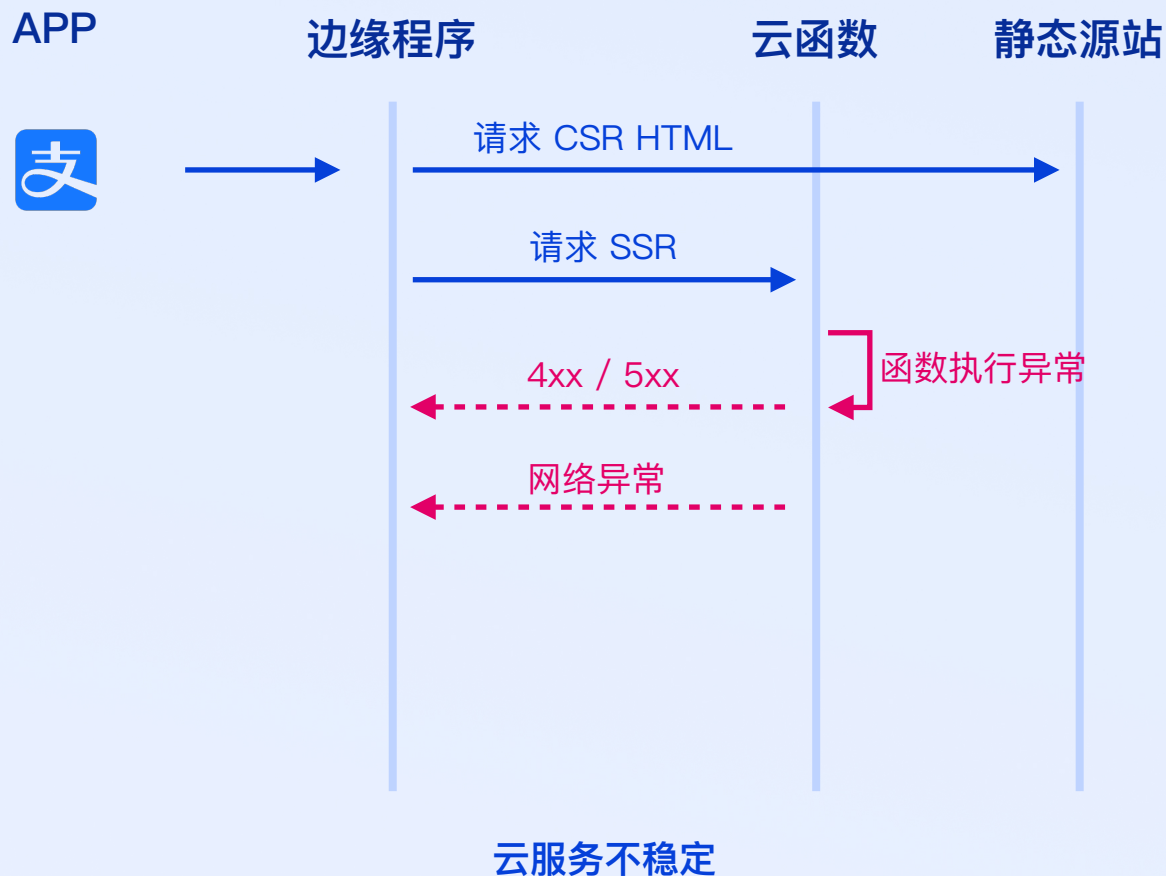 APP
边缘程序
云函数
静态源站
支
请求 CSR HTML
请求 SSR
函数执行异常
4xx / 5xx
网络异常
云服务不稳定